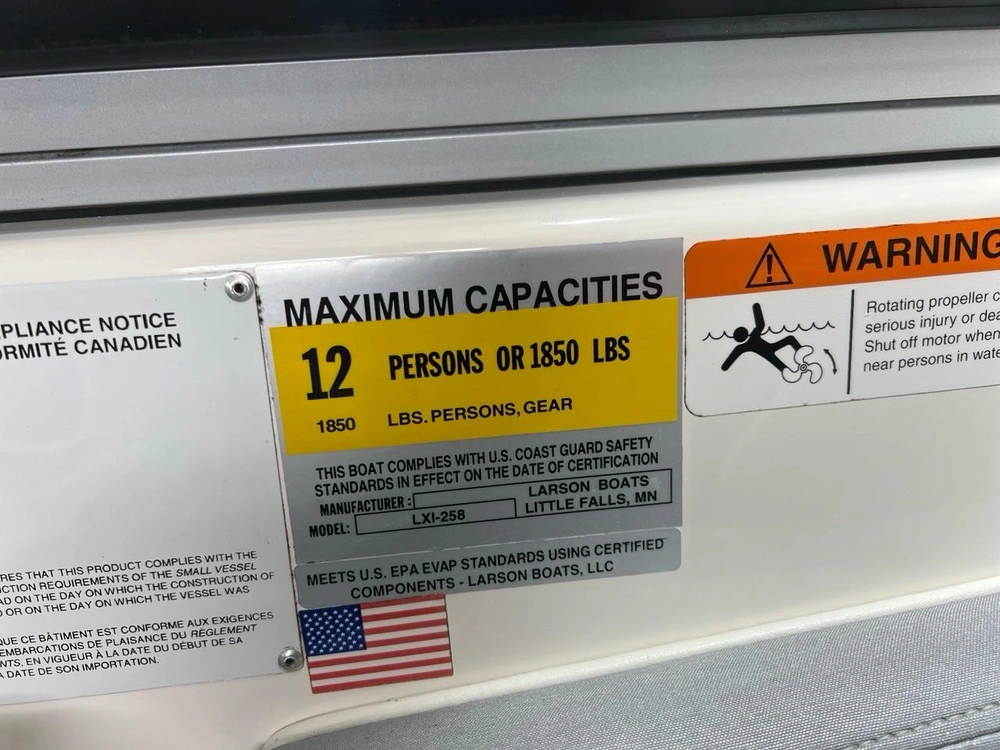 PLIANCE NOTICE
ORMITÉ CANADIEN
RES THAT THIS PRODUCT COMPLIES WITH THE
CTION REQUIREMENTS OF THE SMALL VESSEL
AD ON THE DAY ON WHICH THE CONSTRUCTION OF
D OR ON THE DAY ON WHICH THE VESSEL WAS
QUE CE BÂTIMENT EST CONFORME AUX EXIGENCES
EMBARCATIONS DE PLAISANCE DU RÈGLEMENT
NTS, EN VIGUEUR À LA DATE DU DÉBUT DE SA
A DATE DE SON IMPORTATION.
MAXIMUM CAPACITIES
12 PERSONS OR 1850 LBS
1850 LBS. PERSONS, GEAR
THIS BOAT COMPLIES WITH U.S. COAST GUARD SAFETY
STANDARDS IN EFFECT ON THE DATE OF CERTIFICATION
MANUFACTURER: LARSON BOATS
LITTLE FALLS, MN
MODEL: LXI-258
MEETS U.S. EPA EVAP STANDARDS USING CERTIFIED
COMPONENTS - LARSON BOATS, LLC
WARNING
Rotating propeller c
serious injury or dea
Shut off motor when
near persons in wate